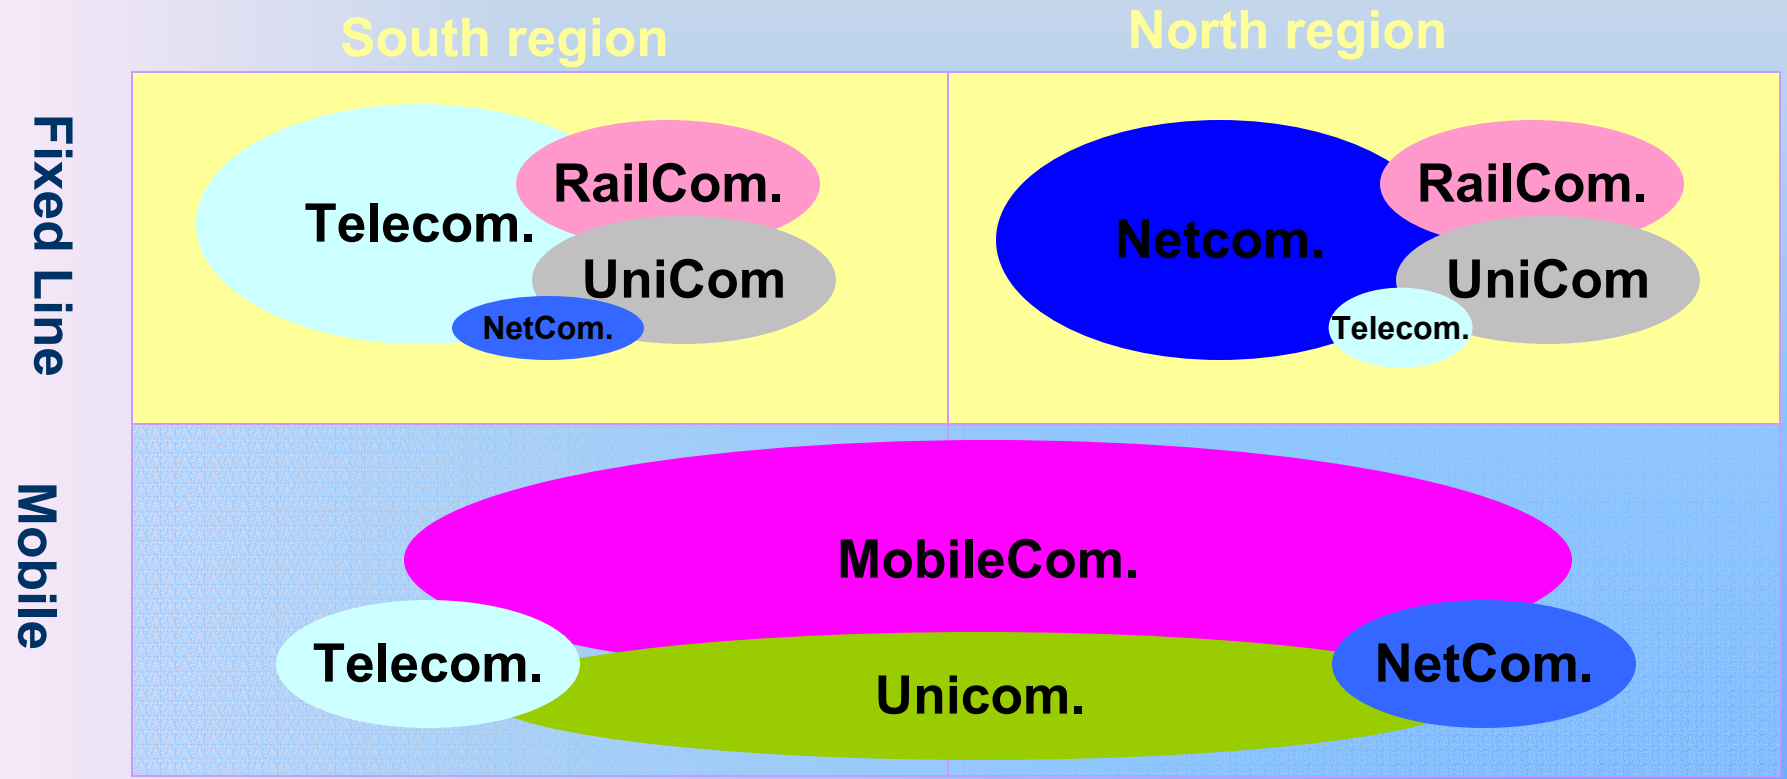 South region
North region
Fixed Line
Telecom.
RailCom.
UniCom
NetCom.
Netcom.
RailCom.
UniCom
Telecom.
Mobile
MobileCom.
Telecom.
Unicom.
NetCom.